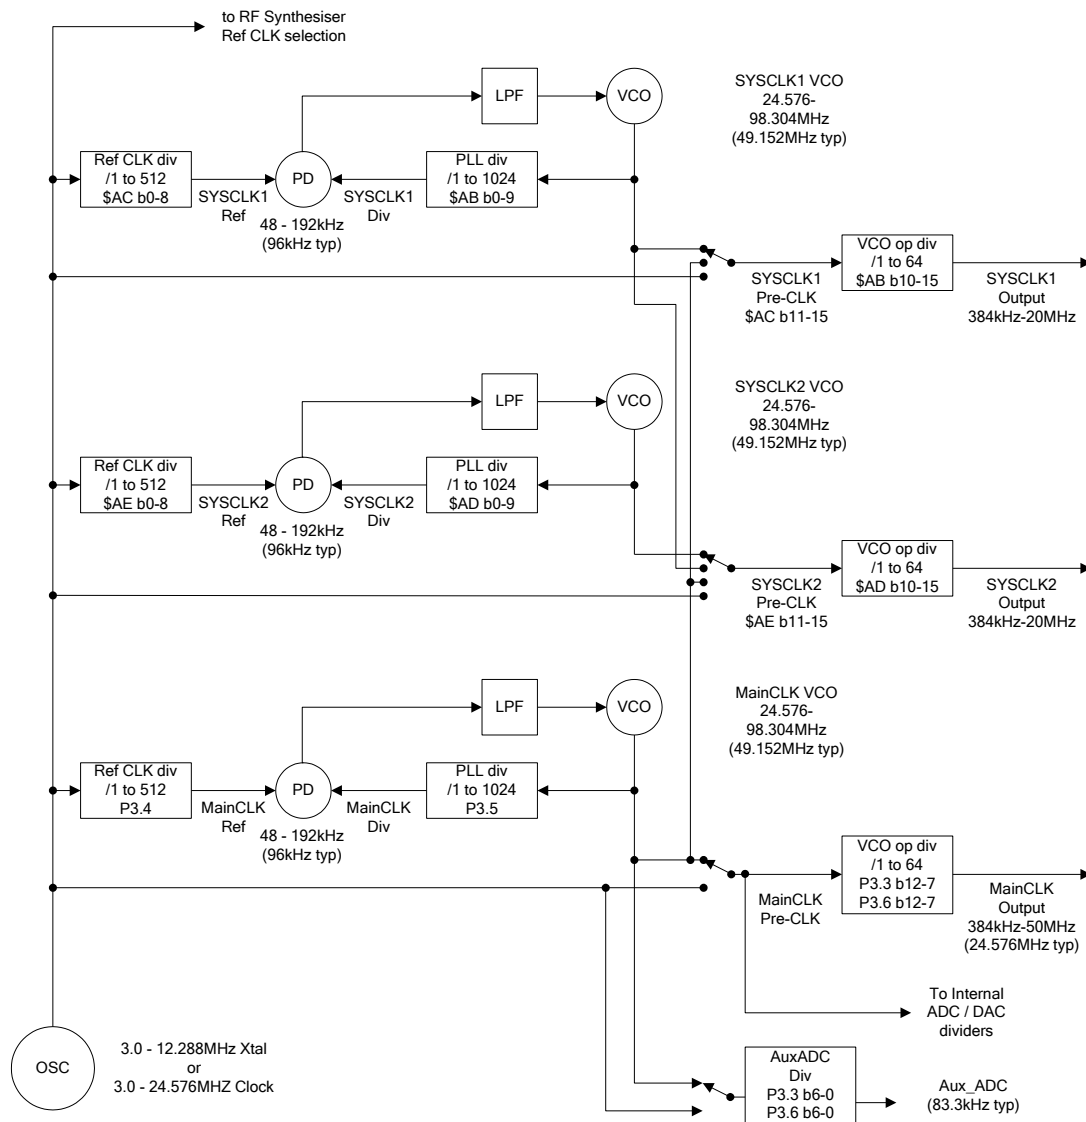 to RF Synthesiser
Ref CLK selection
LPF
VCO
SYSCLK1 VCO
24.576-
98.304MHz
(49.152MHz typ)
Ref CLK div
/1 to 512
$AC b0-8
SYSCLK1
Ref
PD
48 - 192kHz
(96kHz typ)
SYSCLK1
Div
PLL div
/1 to 1024
$AB b0-9
SYSCLK1
Pre-CLK
$AC b11-15
VCO op div
/1 to 64
$AB b10-15
SYSCLK1
Output
384kHz-20MHz
LPF
VCO
SYSCLK2 VCO
24.576-
98.304MHz
(49.152MHz typ)
Ref CLK div
/1 to 512
$AE b0-8
SYSCLK2
Ref
PD
48 - 192kHz
(96kHz typ)
SYSCLK2
Div
PLL div
/1 to 1024
$AD b0-9
SYSCLK2
Pre-CLK
$AE b11-15
VCO op div
/1 to 64
$AD b10-15
SYSCLK2
Output
384kHz-20MHz
LPF
VCO
MainCLK VCO
24.576-
98.304MHz
(49.152MHz typ)
Ref CLK div
/1 to 512
P3.4
MainCLK
Ref
PD
48 - 192kHz
(96kHz typ)
MainCLK
Div
PLL div
/1 to 1024
P3.5
MainCLK
Pre-CLK
VCO op div
/1 to 64
P3.3 b12-7
P3.6 b12-7
MainCLK
Output
384kHz-50MHz
(24.576MHz typ)
To Internal
ADC / DAC
dividers
OSC
3.0 - 12.288MHz Xtal
or
3.0 - 24.576MHZ Clock
AuxADC
Div
P3.3 b6-0
P3.6 b6-0
Aux_ADC
(83.3kHz typ)